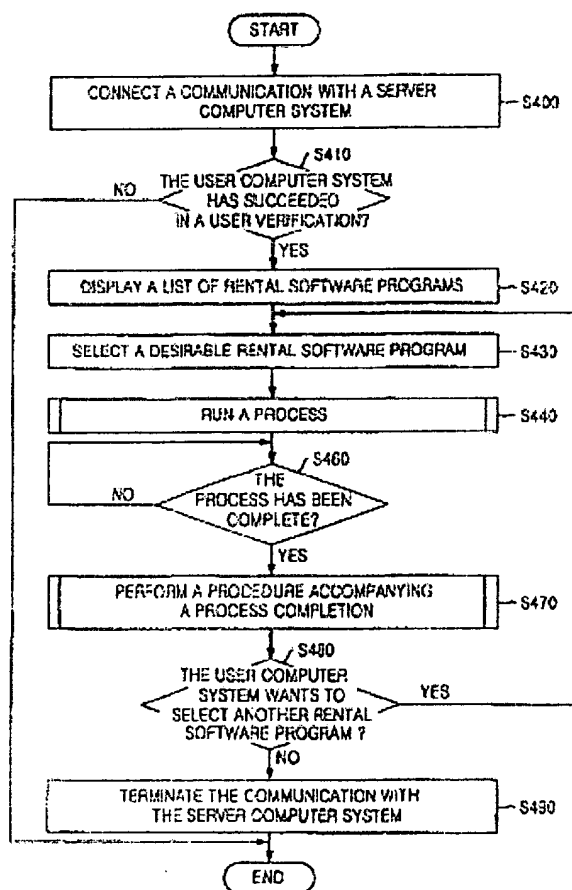 START
CONNECT A COMMUNICATION WITH A SERVER
COMPUTER SYSTEM
S400
S410
NO
THE USER COMPUTER SYSTEM
HAS SUCCEEDED
IN A USER VERIFICATION?
YES
DISPLAY A LIST OF RENTAL SOFTWARE PROGRAMS
S420
SELECT A DESIRABLE RENTAL SOFTWARE PROGRAM
S430
RUN A PROCESS
S440
S460
NO
THE
PROCESS HAS BEEN
COMPLETE?
YES
PERFORM A PROCEDURE ACCOMPANYING
A PROCESS COMPLETION
S470
S480
THE USER COMPUTER
SYSTEM WANTS TO
SELECT ANOTHER RENTAL
SOFTWARE PROGRAM ?
YES
NO
TERMINATE THE COMMUNICATION WITH
THE SERVER COMPUTER SYSTEM
S490
END